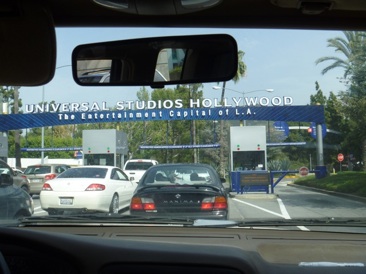 UNIVERSAL STUDIOS HOLLYWOOD
The Entertainment Capital of L.A.